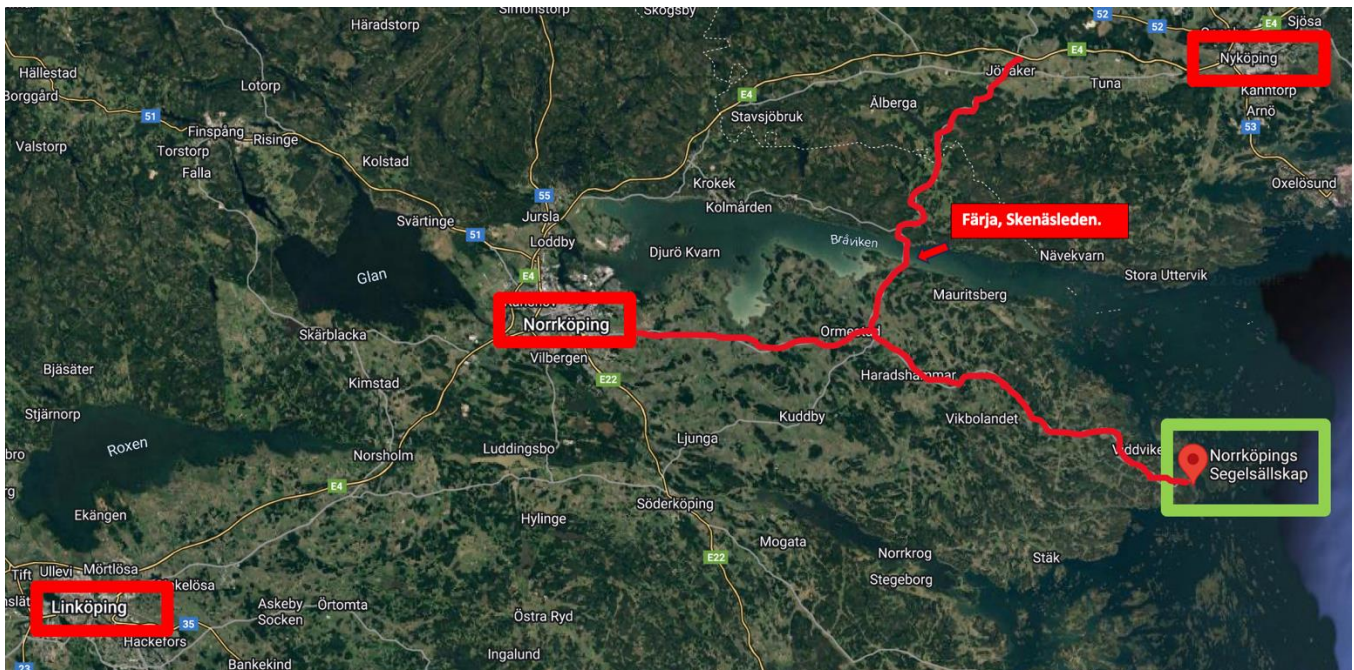 Simonstorp
Skogsby
52
52
E4
Sjösa
Häradstorp
Nyköping
Hällestad
Borggård
Lotorp
E4
Jönåker
E4
Tuna
Kanntorp
Arnö
51
Finspång
Risinge
Torstorp
Falla
Valstorp
Kolstad
Stavsjöbruk
Ålberga
53
Oxelösund
55
Krokek
Kolmården
Svärtinge
51
Jursla
Loddby
Färja, Skenäsleden.
Djurö Kvarn
Bråviken
Nävekvarn
Stora Uttervik
Glan
E4
Mauritsberg
Norrköping
Skärblacka
Ormestad
Vilbergen
Bjäsäter
Kimstad
E22
Haradshammar
Stjärnorp
Kuddby
Vikbolandet
Roxen
Luddingsbo
Ljunga
Norsholm
Norrköpings
Segelsällskap
E4
Söderköping
Ekängen
Hylinge
Mogata
Norrkrog
Stäk
E22
Stegeborg
Tift
Ullevi
Mörtlösa
Linköping
Askeby
Socken
Örtomta
Östra Ryd
35
Hackefors
Ingalund
23
Bankekind